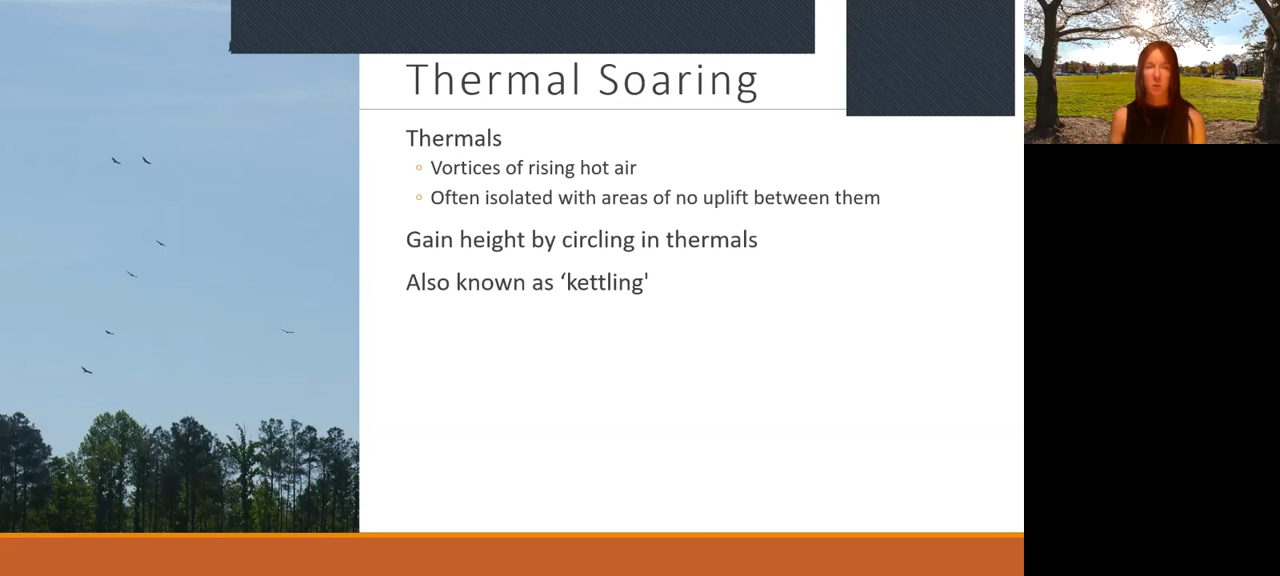 Thermal Soaring
Thermals
◦ Vortices of rising hot air
◦ Often isolated with areas of no uplift between them
Gain height by circling in thermals
Also known as ‘kettling'